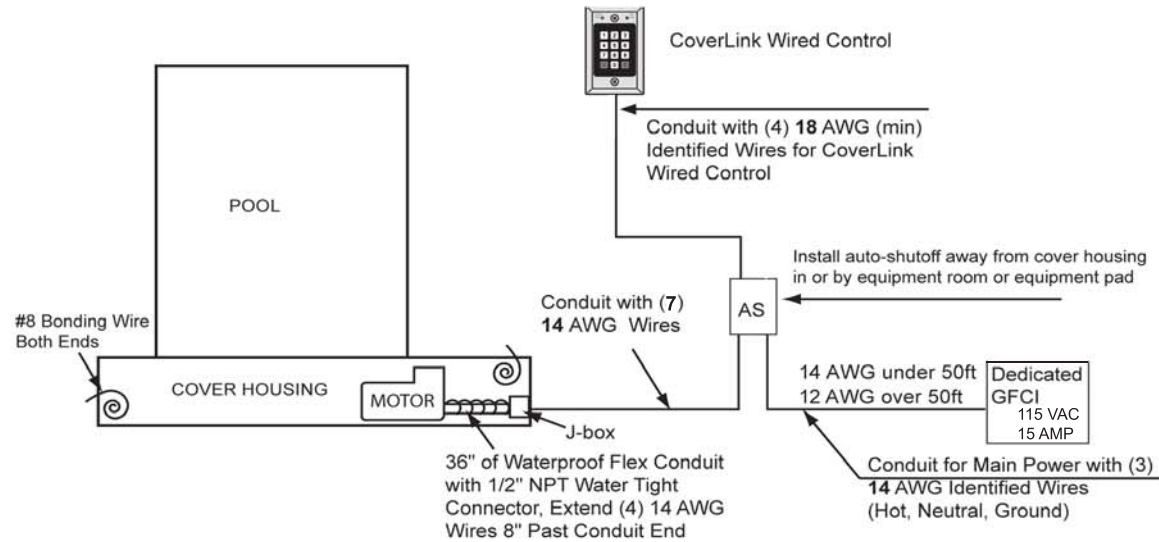 CoverLink Wired Control
Conduit with (4) 18 AWG (min)
Identified Wires for CoverLink
Wired Control
POOL
Install auto-shutoff away from cover housing
in or by equipment room or equipment pad
AS
Conduit with (7)
14 AWG Wires
#8 Bonding Wire
Both Ends
COVER HOUSING
MOTOR
J-box
14 AWG under 50ft
12 AWG over 50ft
Dedicated
GFCI
115 VAC
15 AMP
36" of Waterproof Flex Conduit
with 1/2" NPT Water Tight
Connector, Extend (4) 14 AWG
Wires 8" Past Conduit End
Conduit for Main Power with (3)
14 AWG Identified Wires
(Hot, Neutral, Ground)